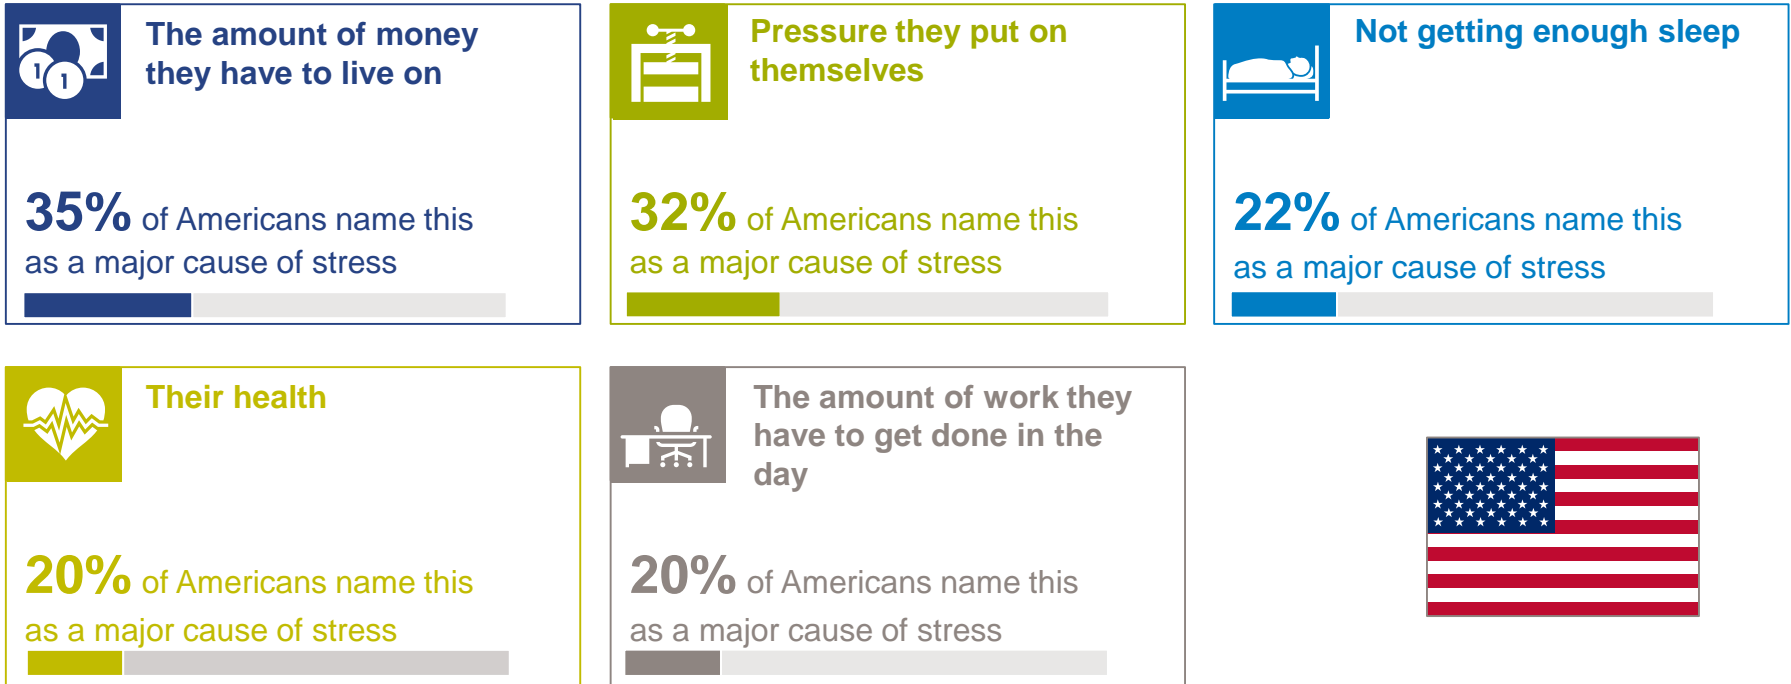 The amount of money
they have to live on
1 1
35% of Americans name this
as a major cause of stress
Pressure they put on
themselves
32% of Americans name this
as a major cause of stress
Not getting enough sleep
22% of Americans name this
as a major cause of stress
Their health
20% of Americans name this
as a major cause of stress
The amount of work they
have to get done in the
day
20% of Americans name this
as a major cause of stress